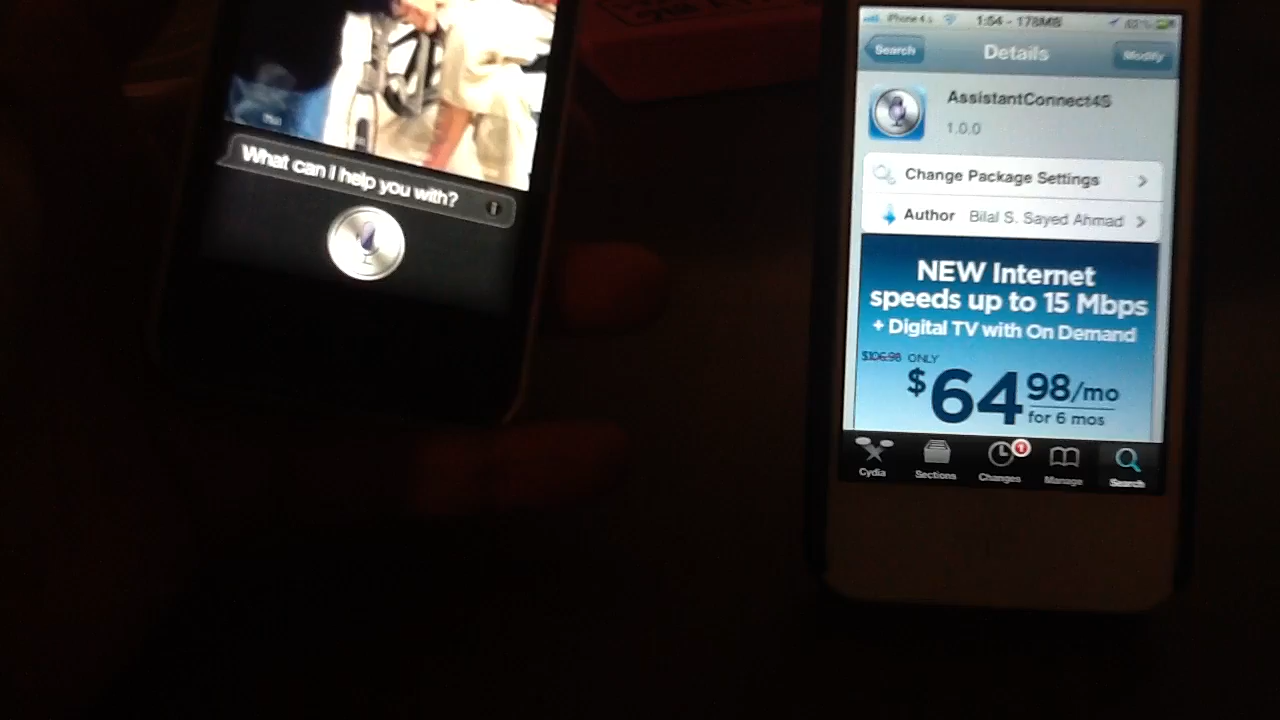 What can I help you with?
iPhone 4s 1:54 - 178MB
Search Details Modify
AssistantConnect4S
1.0.0
Change Package Settings
Author Bilal S. Sayed Ahmad
NEW Internet
speeds up to 15 Mbps
+ Digital TV with On Demand
$106.98 ONLY
$64 98/mo
for 6 mos
1
Cydia Sections Changes Manage Search